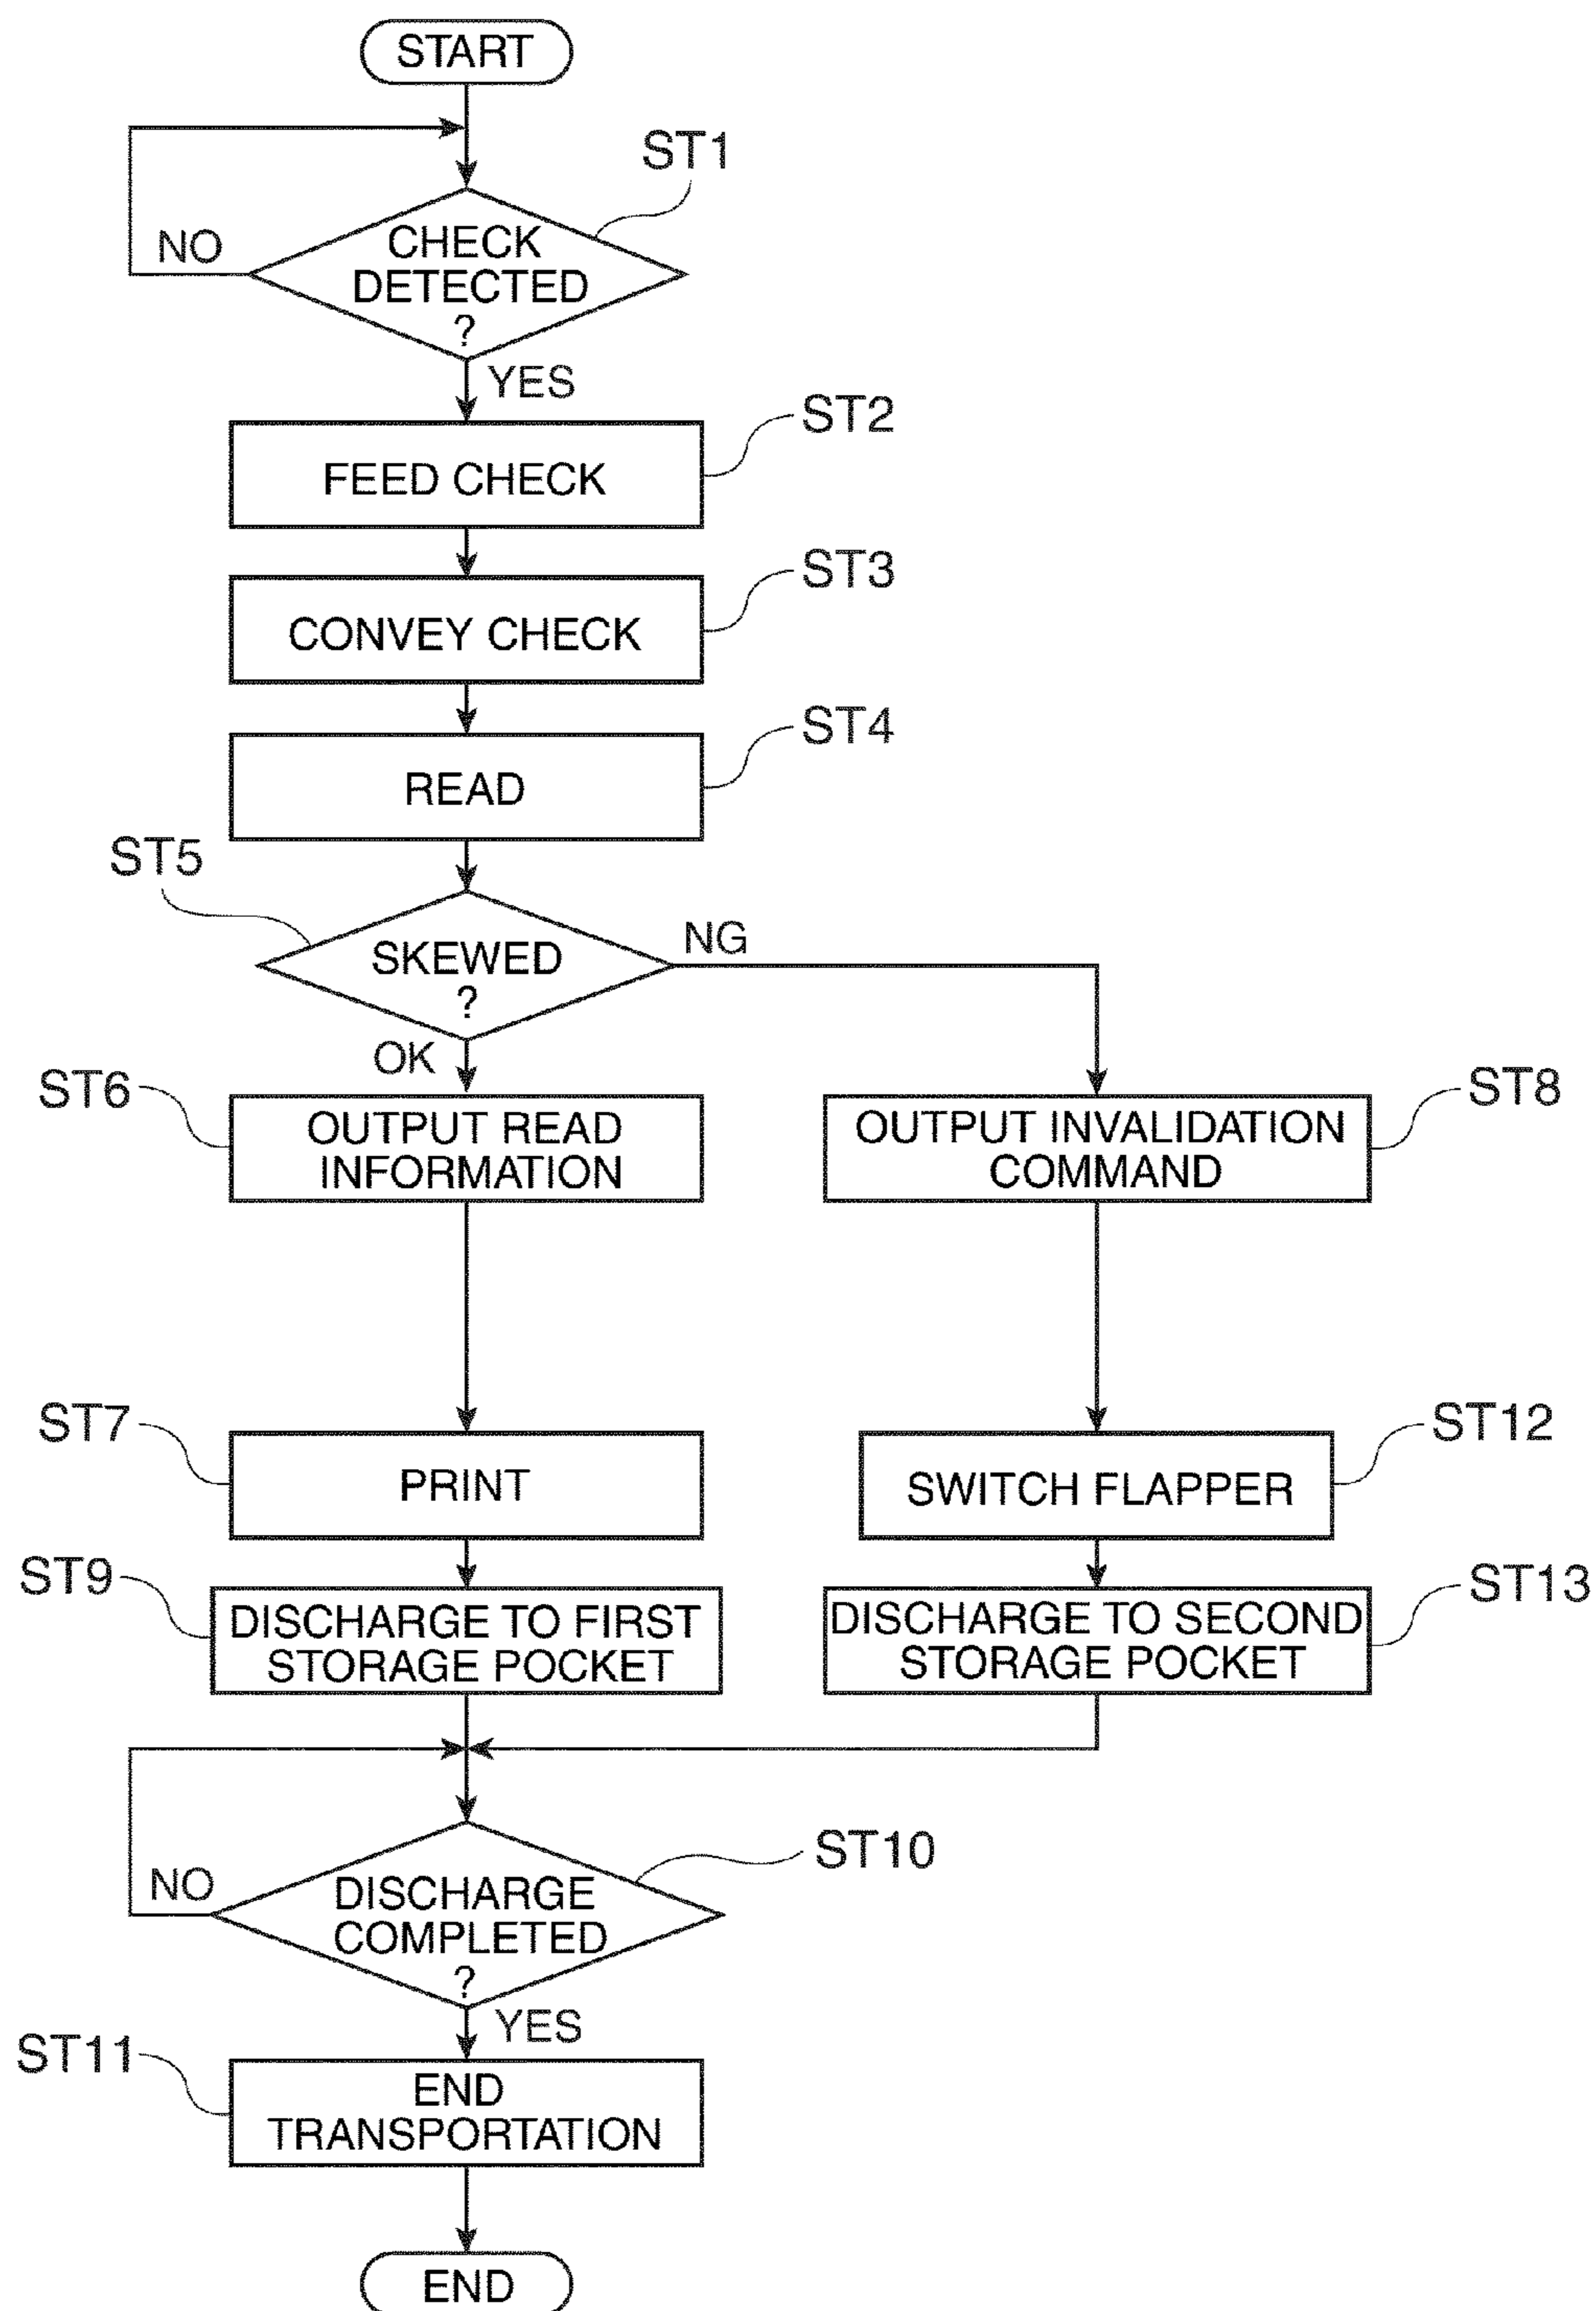 START
ST1
NO
CHECK
DETECTED
?
YES
ST2
FEED CHECK
ST3
CONVEY CHECK
ST4
READ
ST5
SKEWED
?
NG
OK
ST6
OUTPUT READ
INFORMATION
ST8
OUTPUT INVALIDATION
COMMAND
ST7
PRINT
ST12
SWITCH FLAPPER
ST9
DISCHARGE TO FIRST
STORAGE POCKET
ST13
DISCHARGE TO SECOND
STORAGE POCKET
ST10
NO
DISCHARGE
COMPLETED
?
YES
ST11
END
TRANSPORTATION
END